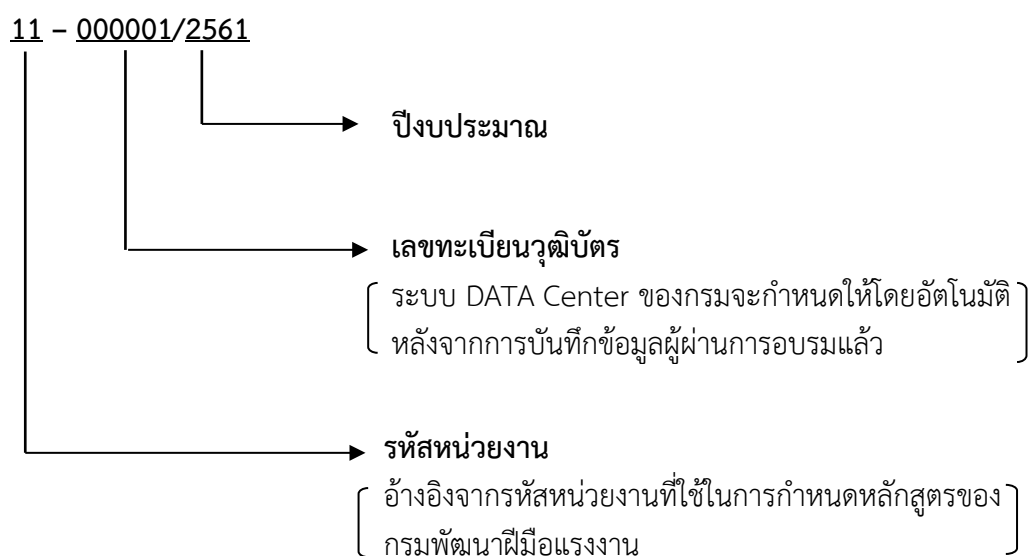 11 – 000001/2561
ปีงบประมาณ
เลขทะเบียนวุฒิบัตร
ระบบ DATA Center ของกรมจะกำหนดให้โดยอัตโนมัติ
หลังจากการบันทึกข้อมูลผู้ผ่านการอบรมแล้ว
รหัสหน่วยงาน
อ้างอิงจากรหัสหน่วยงานที่ใช้ในการกำหนดหลักสูตรของ
กรมพัฒนาฝีมือแรงงาน